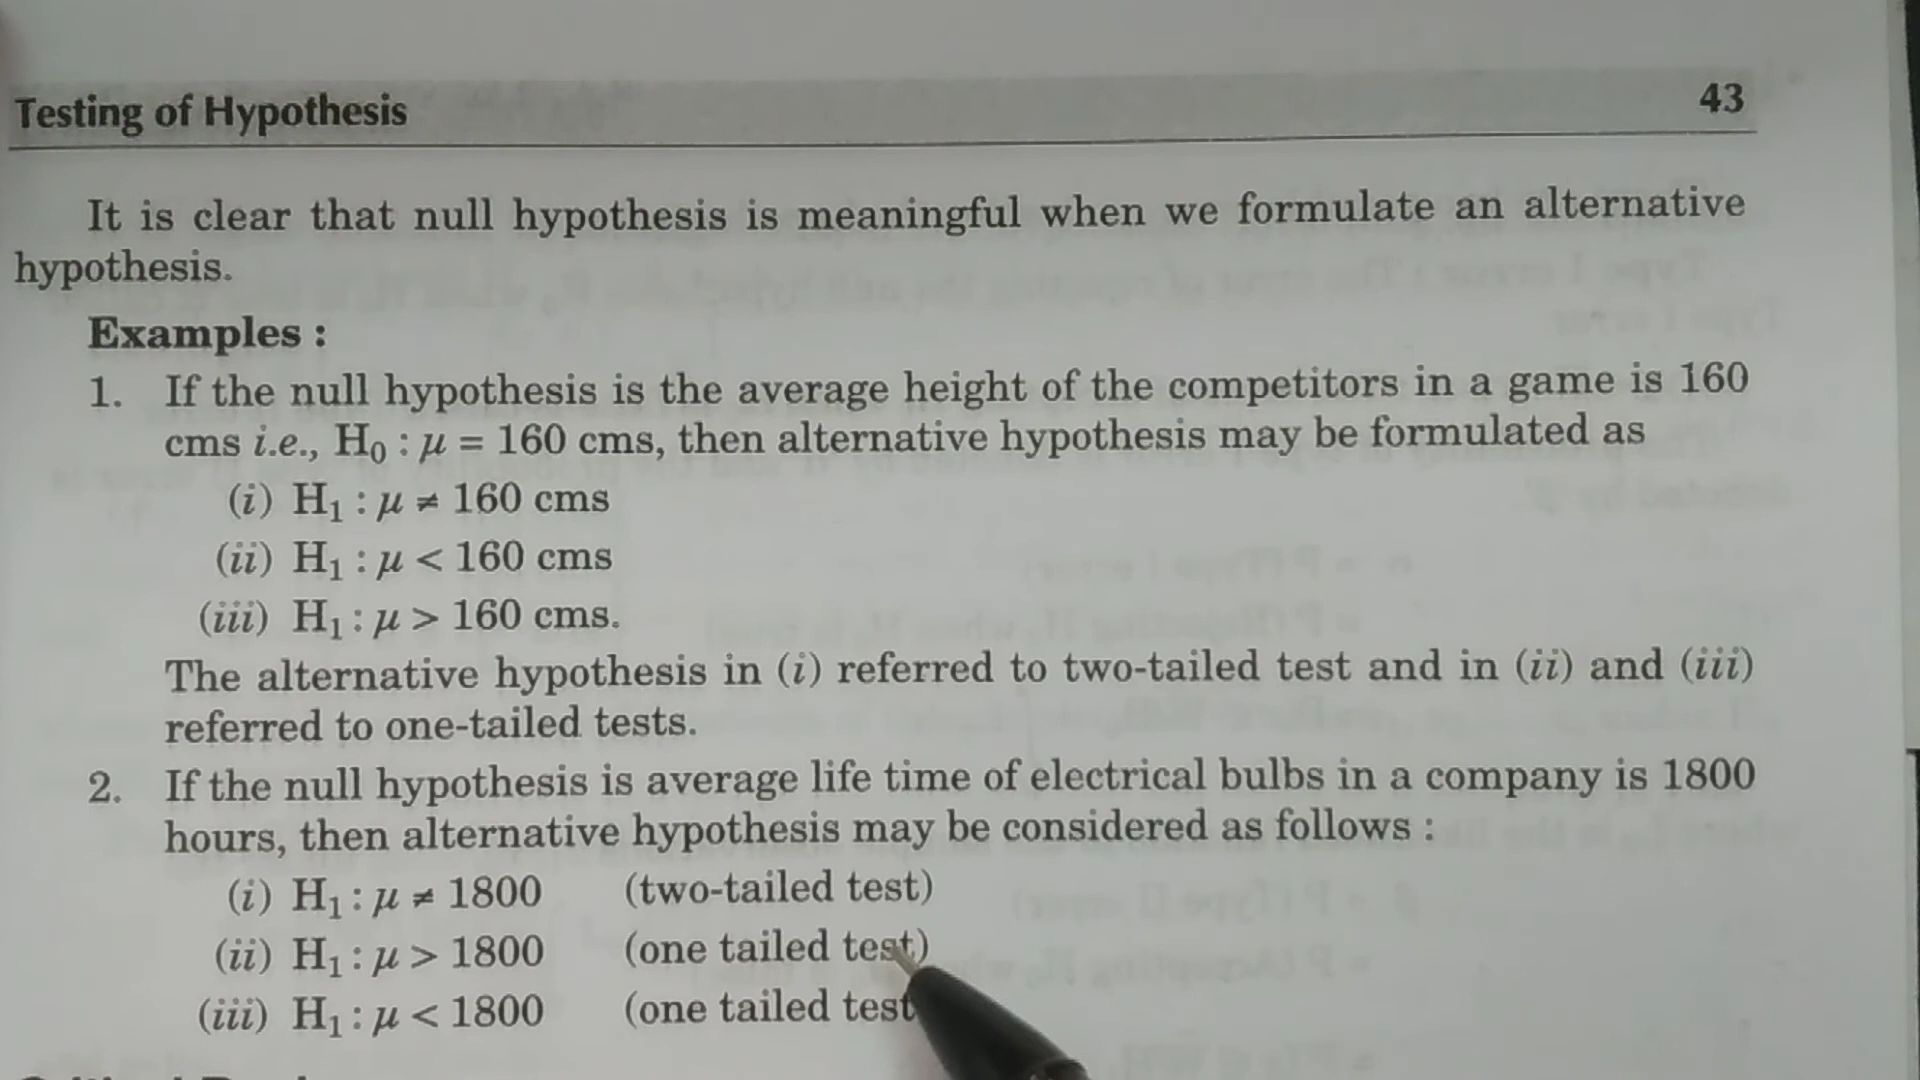 Testing of Hypothesis 43
It is clear that null hypothesis is meaningful when we formulate an alternative
hypothesis.
Examples :
1. If the null hypothesis is the average height of the competitors in a game is 160
cms i.e., H₀ : μ = 160 cms, then alternative hypothesis may be formulated as
(i) H₁ : μ ≠ 160 cms
(ii) H₁ : μ < 160 cms
(iii) H₁ : μ > 160 cms.
The alternative hypothesis in (i) referred to two-tailed test and in (ii) and (iii)
referred to one-tailed tests.
2. If the null hypothesis is average life time of electrical bulbs in a company is 1800
hours, then alternative hypothesis may be considered as follows :
(i) H₁ : μ ≠ 1800 (two-tailed test)
(ii) H₁ : μ > 1800 (one tailed test)
(iii) H₁ : μ < 1800 (one tailed test